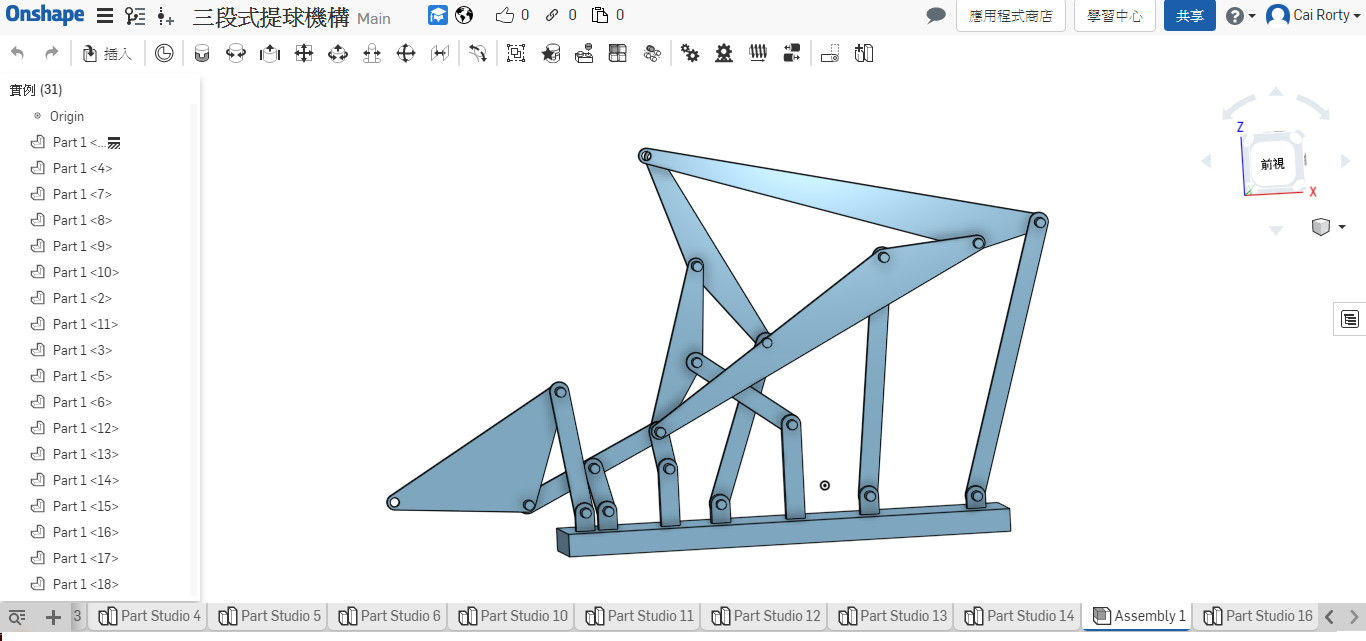 Onshape 三段式提球機構 Main 0 0 0 應用程式商店 學習中心 共享 Cai Rorty
插入
實例 (31)
Origin
Part 1 <...
Part 1 <4>
Part 1 <7>
Part 1 <8>
Part 1 <9>
Part 1 <10>
Part 1 <2>
Part 1 <11>
Part 1 <3>
Part 1 <5>
Part 1 <6>
Part 1 <12>
Part 1 <13>
Part 1 <14>
Part 1 <15>
Part 1 <16>
Part 1 <17>
Part 1 <18>
Z
前視
X
3 Part Studio 4 Part Studio 5 Part Studio 6 Part Studio 10 Part Studio 11 Part Studio 12 Part Studio 13 Part Studio 14 Assembly 1 Part Studio 16